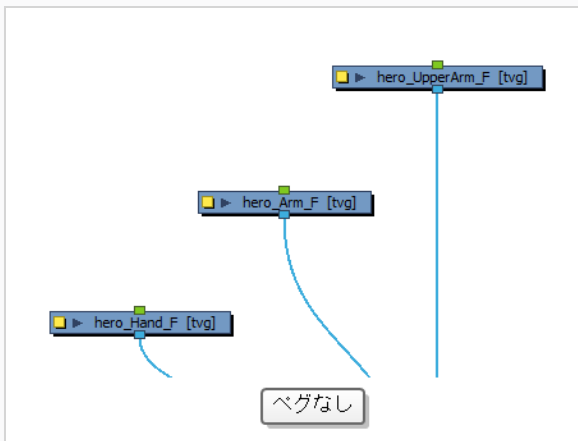 hero_UpperArm_F [tvg]
hero_Arm_F [tvg]
hero_Hand_F [tvg]
ペグなし